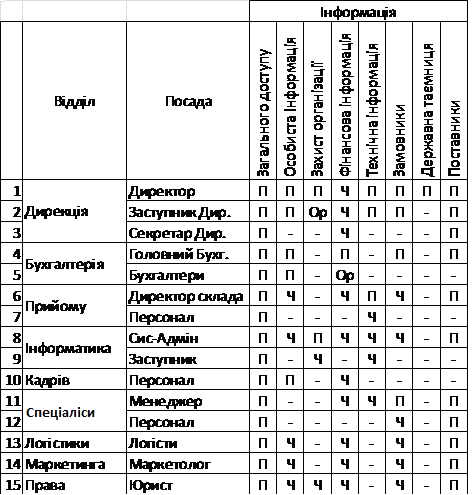 Інформація
Відділ Посада Загального доступу Особиста Інформація Захист організації Фінансова Інформація Технічна Інформація Замовники Державна таємниця Поставники
1 Дирекція Директор П П П Ч П П П П
2 Заступник Дир. П П Ор Ч П П - П
3 Секретар Дир. П - - Ч - - - П
4 Бухгалтерія Головний Бухг. П П - П - П - П
5 Бухгалтери П П - Ор - - - -
6 Прийому Директор склада П Ч - Ч П Ч - П
7 Персонал П - - - Ч - - -
8 Інформатика Сис-Адмін П Ч П Ч Ч Ч - П
9 Заступник П - Ч - Ч - - -
10 Кадрів Персонал П П - Ч - - - -
11 Спеціаліси Менеджер П - - Ч Ч П - П
12 Персонал П - - - - Ч - П
13 Логістики Логісти П Ч - Ч - П - П
14 Маркетинга Маркетолог П Ч - Ч - П - П
15 Права Юрист П Ч Ч Ч - Ч - П